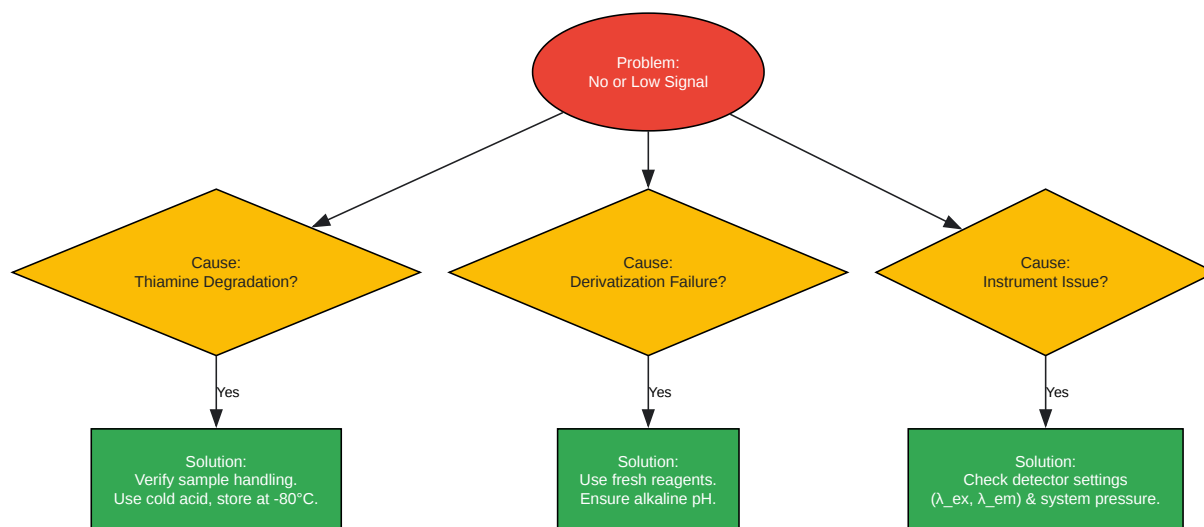 Problem:
No or Low Signal
Cause:
Thiamine Degradation?
Cause:
Derivatization Failure?
Cause:
Instrument Issue?
Yes
Yes
Yes
Solution:
Verify sample handling.
Use cold acid, store at -80°C.
Solution:
Use fresh reagents.
Ensure alkaline pH.
Solution:
Check detector settings
(λ_ex, λ_em) & system pressure.